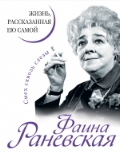 ЖИЗНЬ,
РАССКАЗАННАЯ
ЕЮ САМОЙ
Смех сквозь слезы
Фаина
Раневская